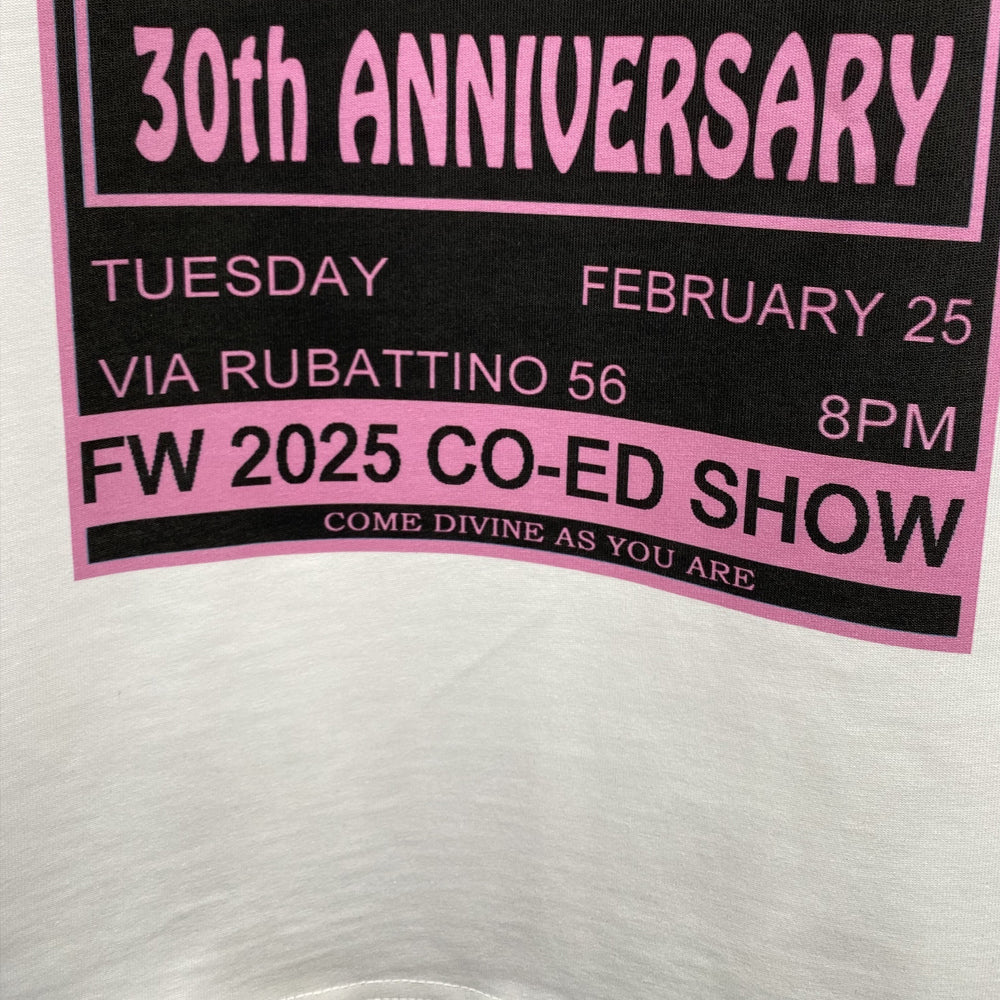 30th ANNIVERSARY
TUESDAY FEBRUARY 25
VIA RUBATTINO 56 8PM
FW 2025 CO-ED SHOW
COME DIVINE AS YOU ARE